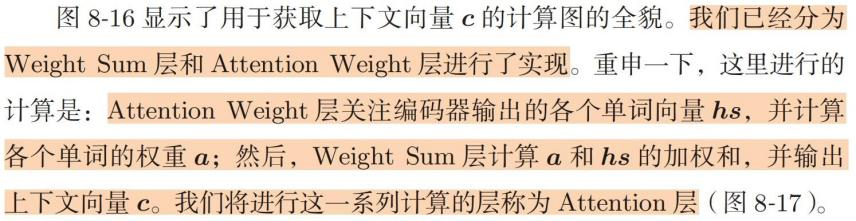 图 8-16 显示了用于获取上下文向量 c 的计算图的全貌。我们已经分为
Weight Sum 层和 Attention Weight 层进行了实现。重申一下，这里进行的
计算是：Attention Weight 层关注编码器输出的各个单词向量 hs，并计算
各个单词的权重 a；然后，Weight Sum 层计算 a 和 hs 的加权和，并输出
上下文向量 c。我们将进行这一系列计算的层称为 Attention 层（图 8-17）。